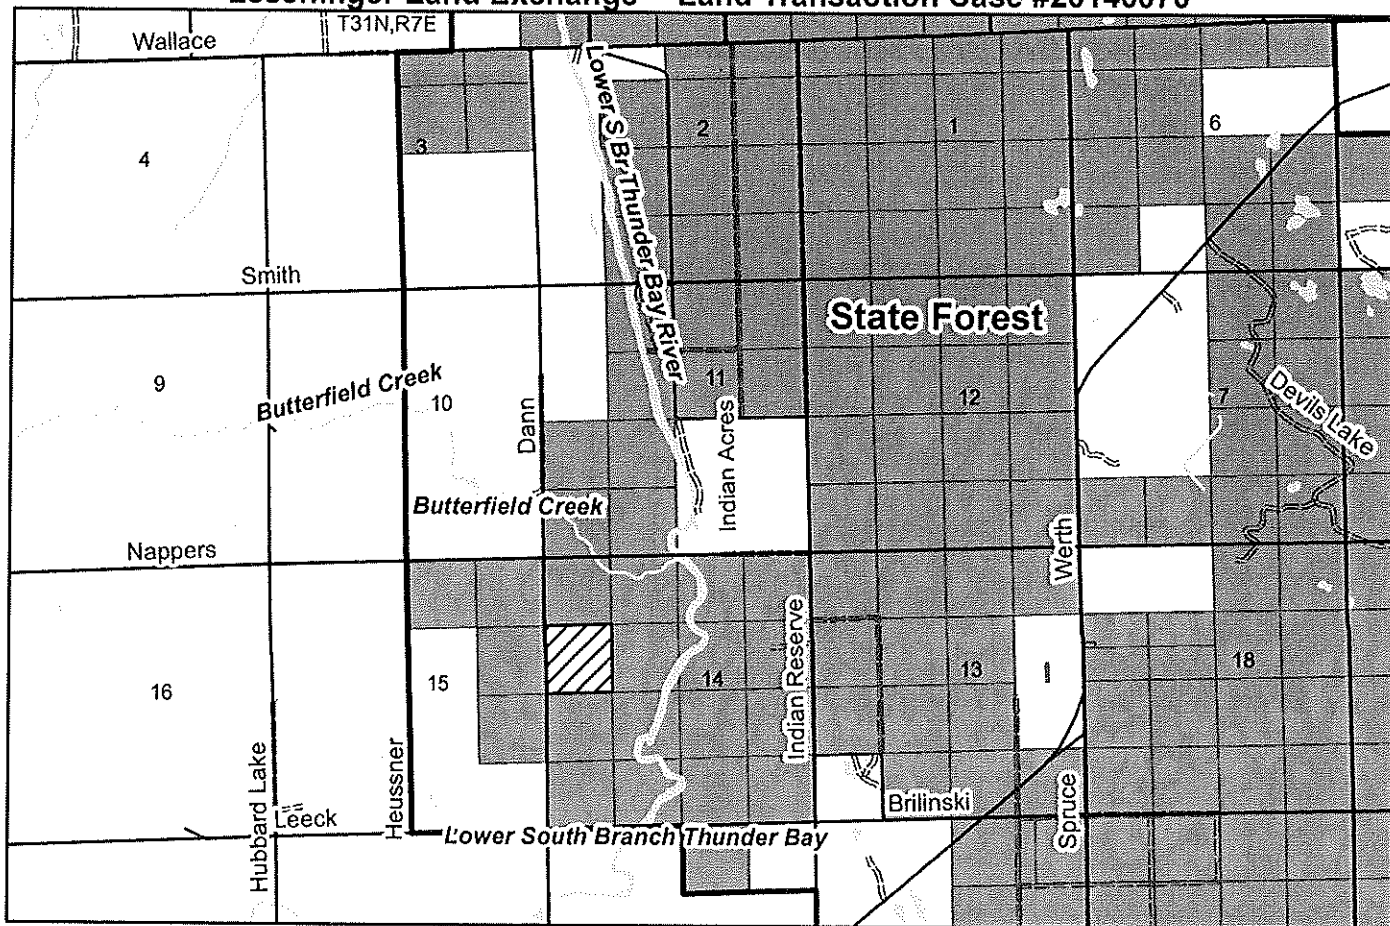 Wallace
T31N,R7E
4
3
2
1
6
Lower S Br Thunder Bay River
Smith
State Forest
9
Butterfield Creek
10
Dann
11
Indian Acres
12
7
Devils Lake
Butterfield Creek
Nappers
Werth
16
15
14
Indian Reserve
13
18
Hubbard Lake
Leeck
Heussner
Lower South Branch Thunder Bay
Brilinski
Spruce